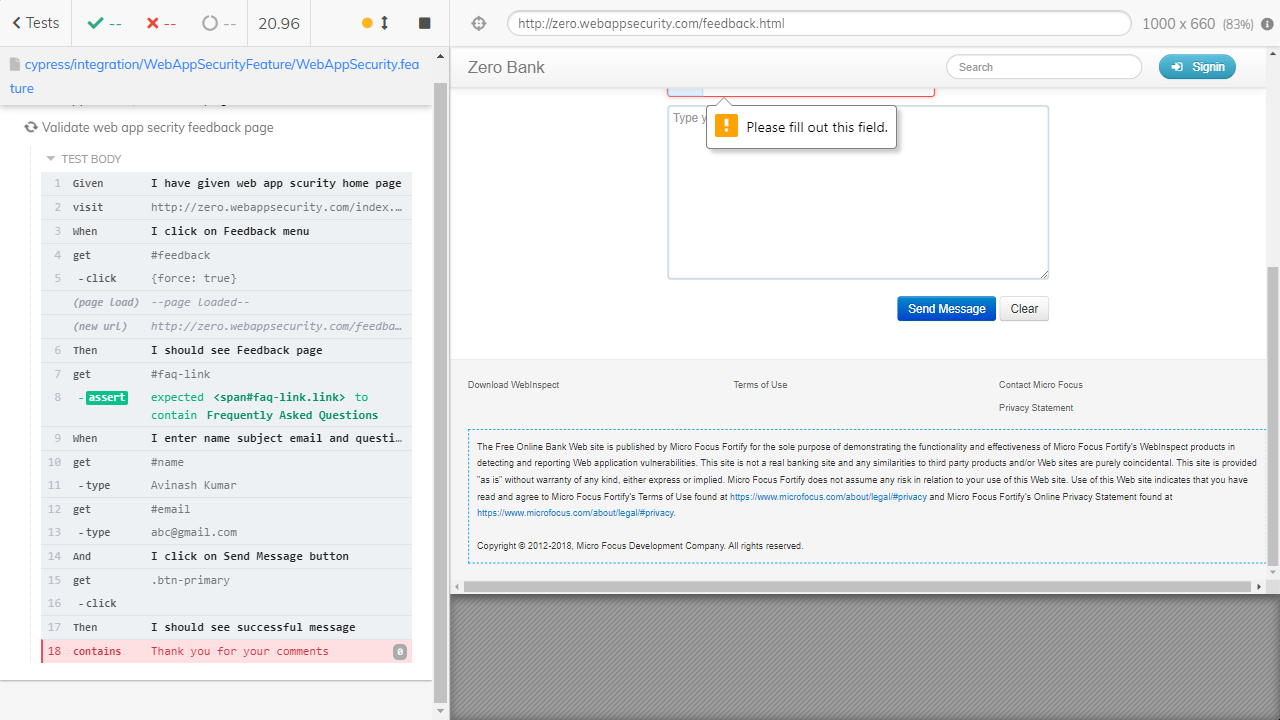 Tests
--
--
--
20.96
http://zero.webappsecurity.com/feedback.html
1000 x 660 (83%)
cypress/integration/WebAppSecurityFeature/WebAppSecurity.fea
ture
Validate web app secrity feedback page
TEST BODY
1 Given I have given web app scurity home page
2 visit http://zero.webappsecurity.com/index.…
3 When I click on Feedback menu
4 get #feedback
5 -click {force: true}
(page load) --page loaded--
(new url) http://zero.webappsecurity.com/feedba…
6 Then I should see Feedback page
7 get #faq-link
8 -assert expected <span#faq-link.link> to
contain Frequently Asked Questions
9 When I enter name subject email and questi…
10 get #name
11 -type Avinash Kumar
12 get #email
13 -type abc@gmail.com
14 And I click on Send Message button
15 get .btn-primary
16 -click
17 Then I should see successful message
18 contains Thank you for your comments 0
Zero Bank
Search
Signin
Type y
Please fill out this field.
Send Message
Clear
Download WebInspect
Terms of Use
Contact Micro Focus
Privacy Statement
The Free Online Bank Web site is published by Micro Focus Fortify for the sole purpose of demonstrating the functionality and effectiveness of Micro Focus Fortify's WebInspect products in
detecting and reporting Web application vulnerabilities. This site is not a real banking site and any similarities to third party products and/or Web sites are purely coincidental. This site is provided
"as is" without warranty of any kind, either express or implied. Micro Focus Fortify does not assume any risk in relation to your use of this Web site. Use of this Web site indicates that you have
read and agree to Micro Focus Fortify's Terms of Use found at https://www.microfocus.com/about/legal/#privacy and Micro Focus Fortify's Online Privacy Statement found at
https://www.microfocus.com/about/legal/#privacy.
Copyright © 2012-2018, Micro Focus Development Company. All rights reserved.